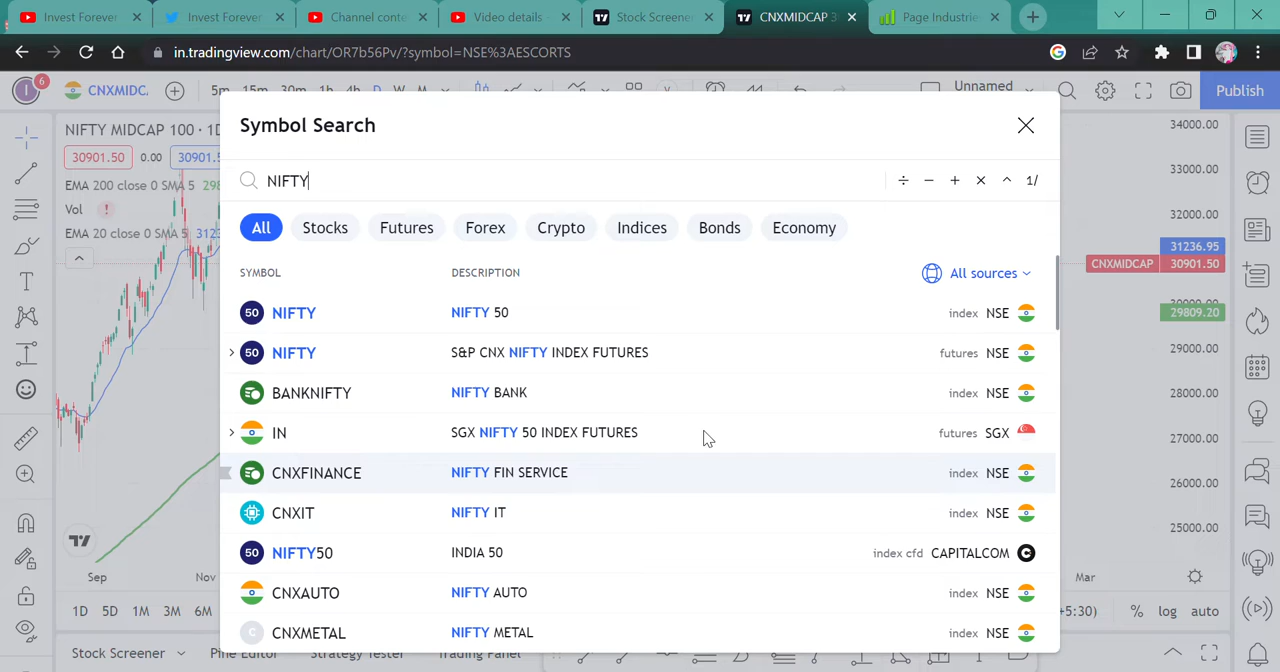 Invest Forever
Invest Forever
Channel conte
Video details -
Stock Screener
CNXMIDCAP 3
Page Industrie
in.tradingview.com/chart/OR7b56Pv/?symbol=NSE%3AESCORTS
I
6
CNXMIDC.
5m 15m 30m 1h 4h D W M
Unnamed
Publish
NIFTY MIDCAP 100 · 1D
30901.50 0.00 30901.5
EMA 200 close 0 SMA 5 298
Vol !
EMA 20 close 0 SMA 5 3123
Symbol Search
NIFTY
÷ − + × ^ 1/
All Stocks Futures Forex Crypto Indices Bonds Economy
SYMBOL DESCRIPTION All sources
50 NIFTY NIFTY 50 index NSE
50 NIFTY S&P CNX NIFTY INDEX FUTURES futures NSE
BANKNIFTY NIFTY BANK index NSE
IN SGX NIFTY 50 INDEX FUTURES futures SGX
CNXFINANCE NIFTY FIN SERVICE index NSE
CNXIT NIFTY IT index NSE
50 NIFTY50 INDIA 50 index cfd CAPITALCOM
CNXAUTO NIFTY AUTO index NSE
C CNXMETAL NIFTY METAL index NSE
34000.00
33000.00
32000.00
31236.95
CNXMIDCAP 30901.50
30000.00
29809.20
29000.00
28000.00
27000.00
26000.00
25000.00
Sep Nov Mar
1D 5D 1M 3M 6M
+5:30) % log auto
Stock Screener Pine Editor Strategy Tester Trading Panel